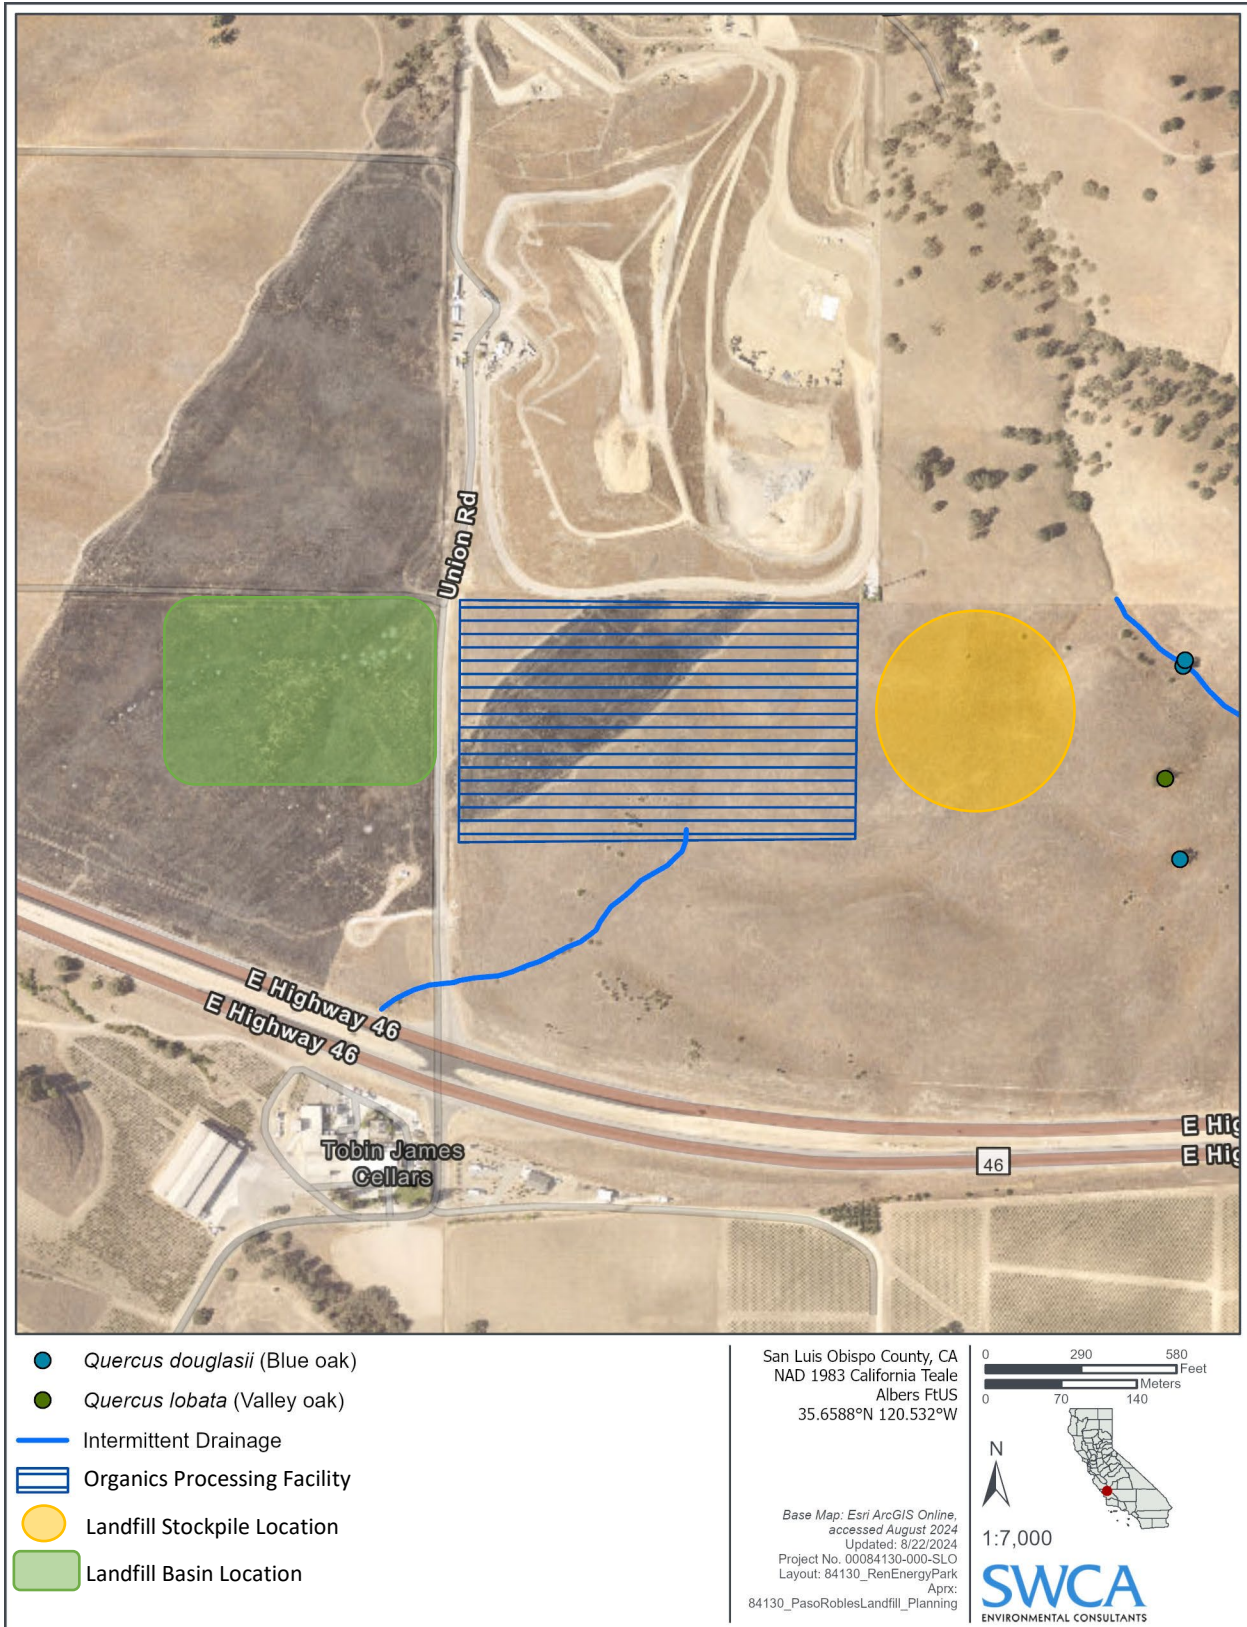 Union Rd
E Highway 46
E Highway 46
Tobin James
Cellars
46
E Hig
E Hig
Quercus douglasii (Blue oak)
Quercus lobata (Valley oak)
Intermittent Drainage
Organics Processing Facility
Landfill Stockpile Location
Landfill Basin Location
San Luis Obispo County, CA
NAD 1983 California Teale
Albers FtUS
35.6588°N 120.532°W
Base Map: Esri ArcGIS Online,
accessed August 2024
Updated: 8/22/2024
Project No. 00084130-000-SLO
Layout: 84130_RenEnergyPark
Aprx:
84130_PasoRoblesLandfill_Planning
0 290 580
Feet
Meters
0 70 140
N
1:7,000
SWCA
ENVIRONMENTAL CONSULTANTS